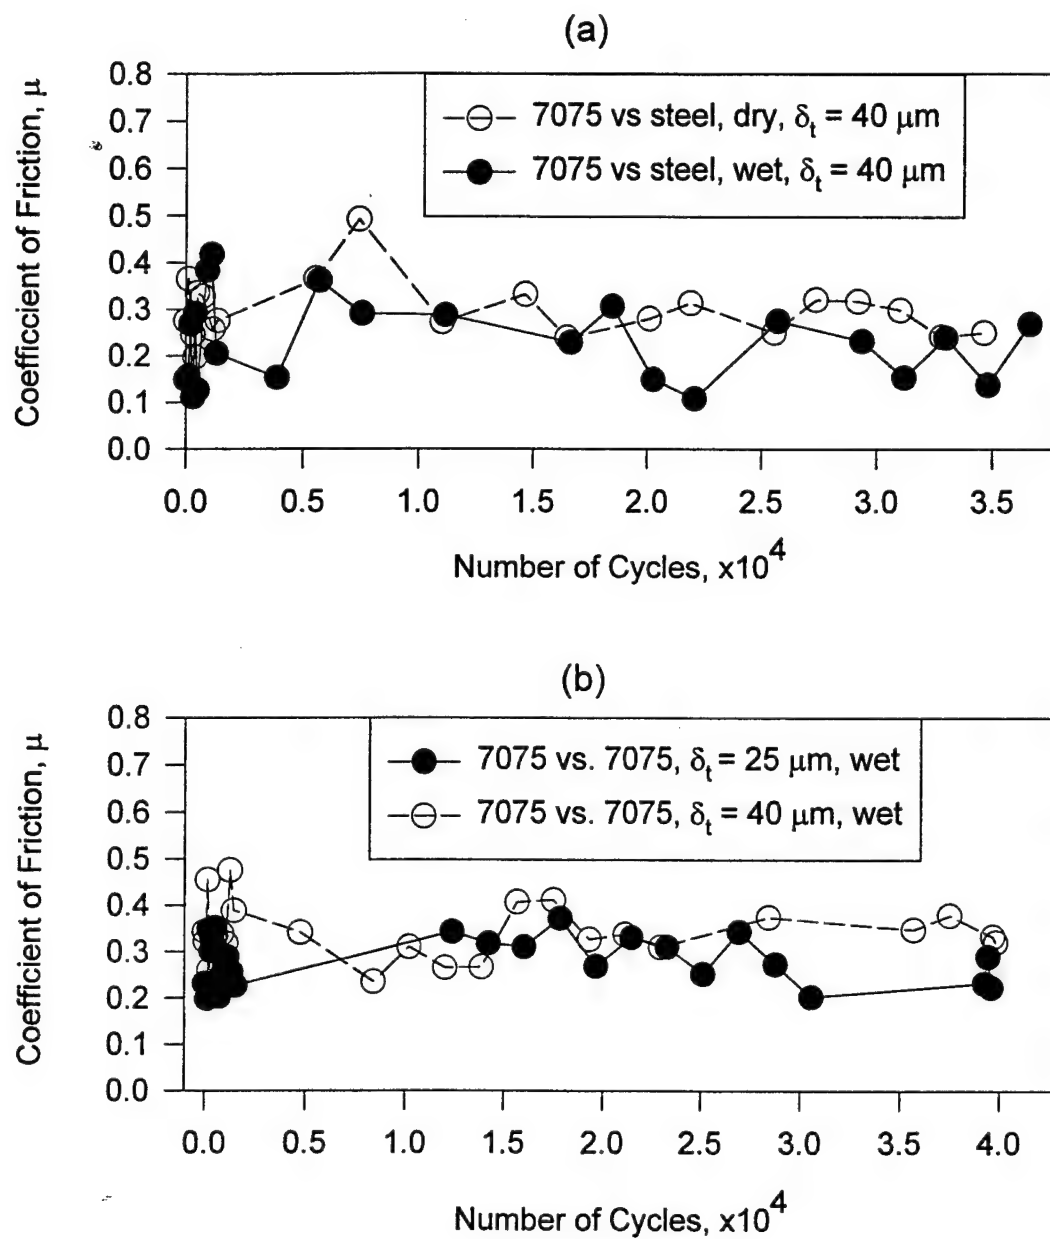 (a)
0.8
0.7
0.6
0.5
0.4
0.3
0.2
0.1
0.0
Coefficcient of Friction, μ
7075 vs steel, dry, δt = 40 μm
7075 vs steel, wet, δt = 40 μm
0.0 0.5 1.0 1.5 2.0 2.5 3.0 3.5
Number of Cycles, x10^4
(b)
0.8
0.7
0.6
0.5
0.4
0.3
0.2
0.1
0.0
Coefficient of Friction, μ
7075 vs. 7075, δt = 25 μm, wet
7075 vs. 7075, δt = 40 μm, wet
0.0 0.5 1.0 1.5 2.0 2.5 3.0 4.0
Number of Cycles, x10^4